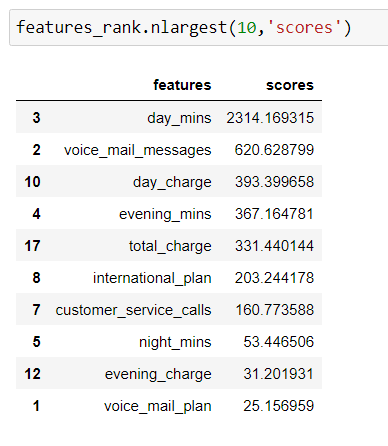 features_rank.nlargest(10,'scores')
features scores
3 day_mins 2314.169315
2 voice_mail_messages 620.628799
10 day_charge 393.399658
4 evening_mins 367.164781
17 total_charge 331.440144
8 international_plan 203.244178
7 customer_service_calls 160.773588
5 night_mins 53.446506
12 evening_charge 31.201931
1 voice_mail_plan 25.156959